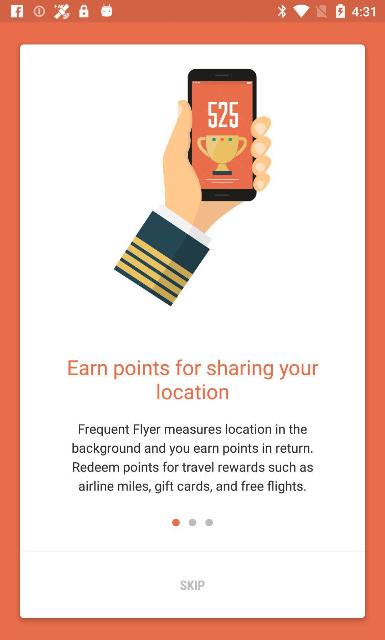 4:31
525
Earn points for sharing your
location
Frequent Flyer measures location in the
background and you earn points in return.
Redeem points for travel rewards such as
airline miles, gift cards, and free flights.
SKIP